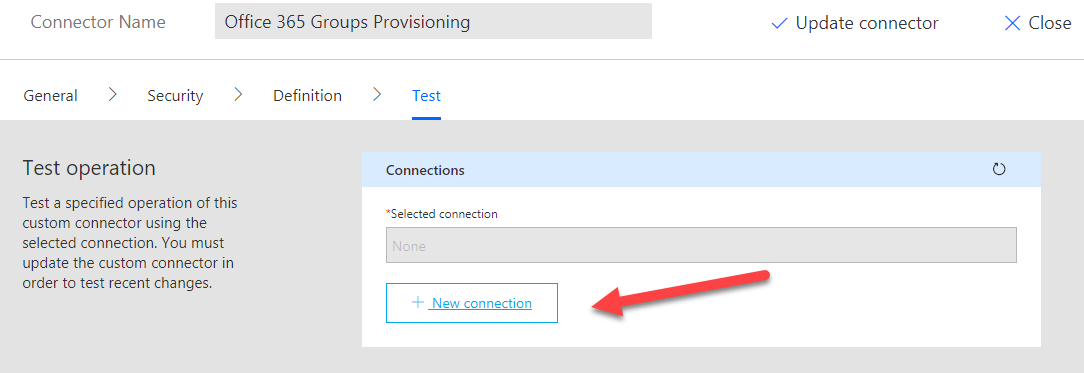 Connector Name
Office 365 Groups Provisioning
Update connector
Close
General
Security
Definition
Test
Test operation
Test a specified operation of this
custom connector using the
selected connection. You must
update the custom connector in
order to test recent changes.
Connections
*Selected connection
None
+ New connection